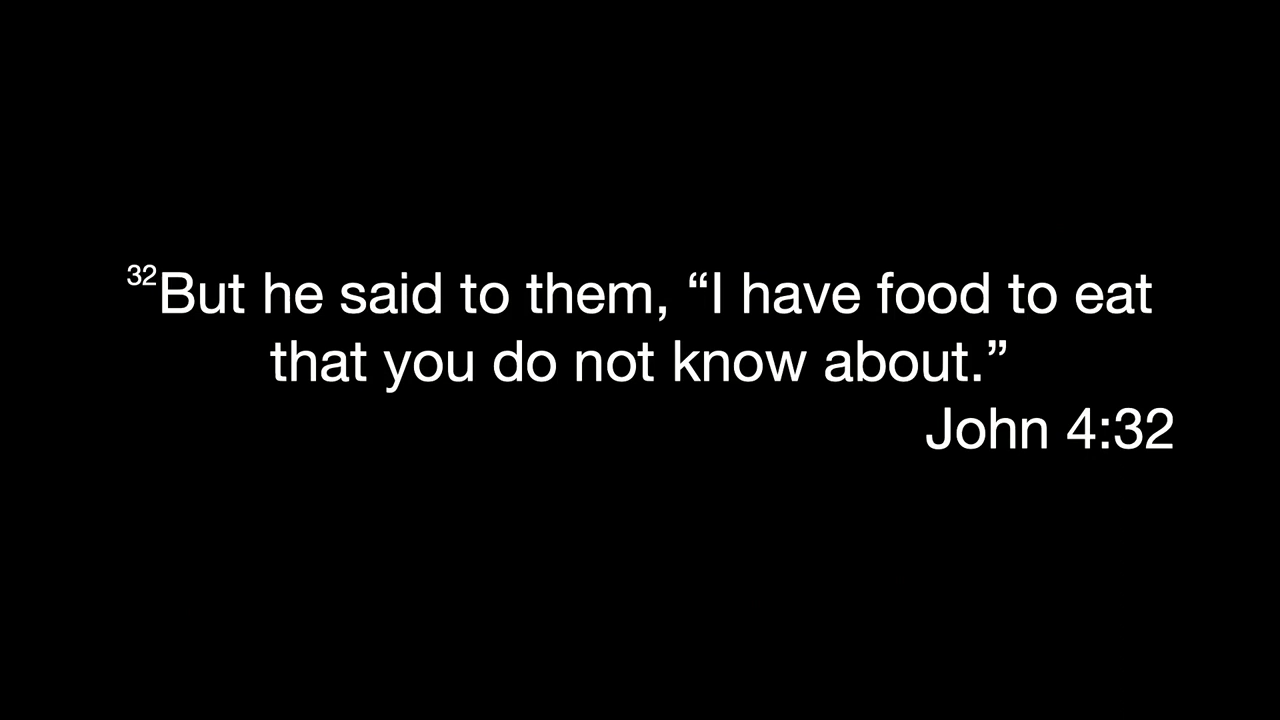 32But he said to them, “I have food to eat
that you do not know about.”
John 4:32